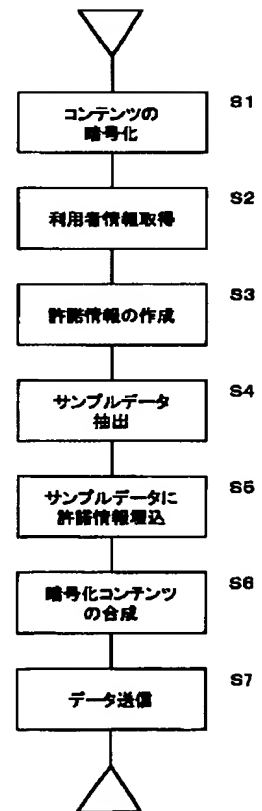 コンテンツの
暗号化
S1
利用者情報取得
S2
許諾情報の作成
S3
サンプルデータ
抽出
S4
サンプルデータに
許諾情報埋込
S5
暗号化コンテンツ
の合成
S6
データ送信
S7